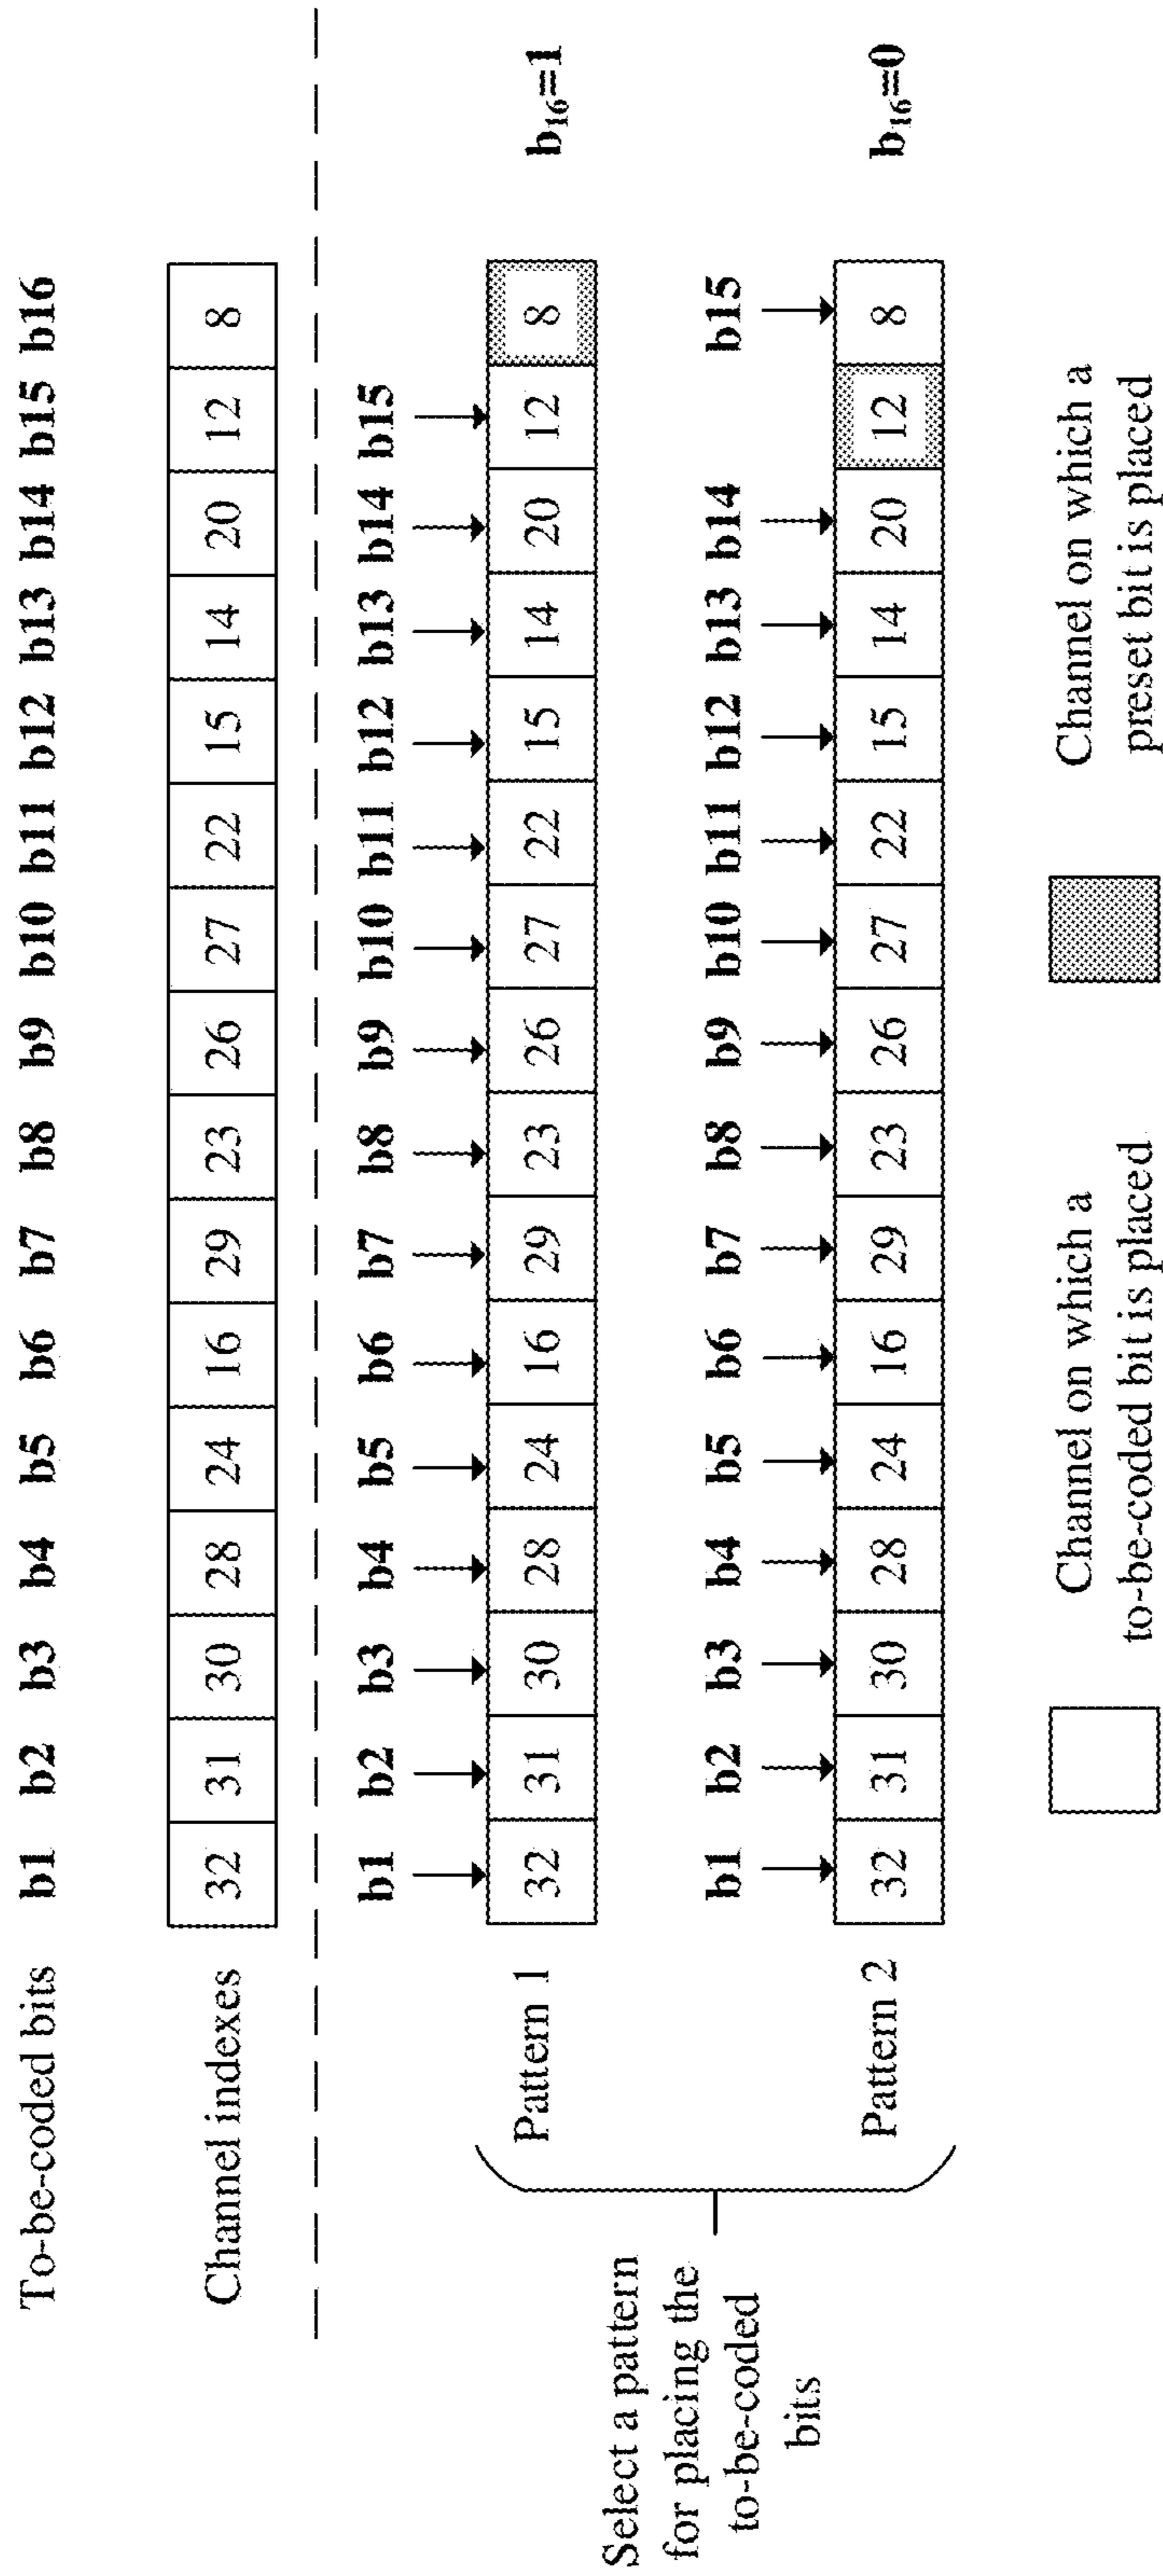 To-be-coded bits b1 b2 b3 b4 b5 b6 b7 b8 b9 b10 b11 b12 b13 b14 b15 b16
Channel indexes 32 31 30 28 24 16 29 23 26 27 22 15 14 20 12 8
b1 b2 b3 b4 b5 b6 b7 b8 b9 b10 b11 b12 b13 b14 b15
Pattern 1 32 31 30 28 24 16 29 23 26 27 22 15 14 20 12 8 b₁₆=1
Select a pattern
for placing the
to-be-coded
bits
b1 b2 b3 b4 b5 b6 b7 b8 b9 b10 b11 b12 b13 b14 b15
Pattern 2 32 31 30 28 24 16 29 23 26 27 22 15 14 20 12 8 b₁₆=0
Channel on which a
to-be-coded bit is placed
Channel on which a
preset bit is placed